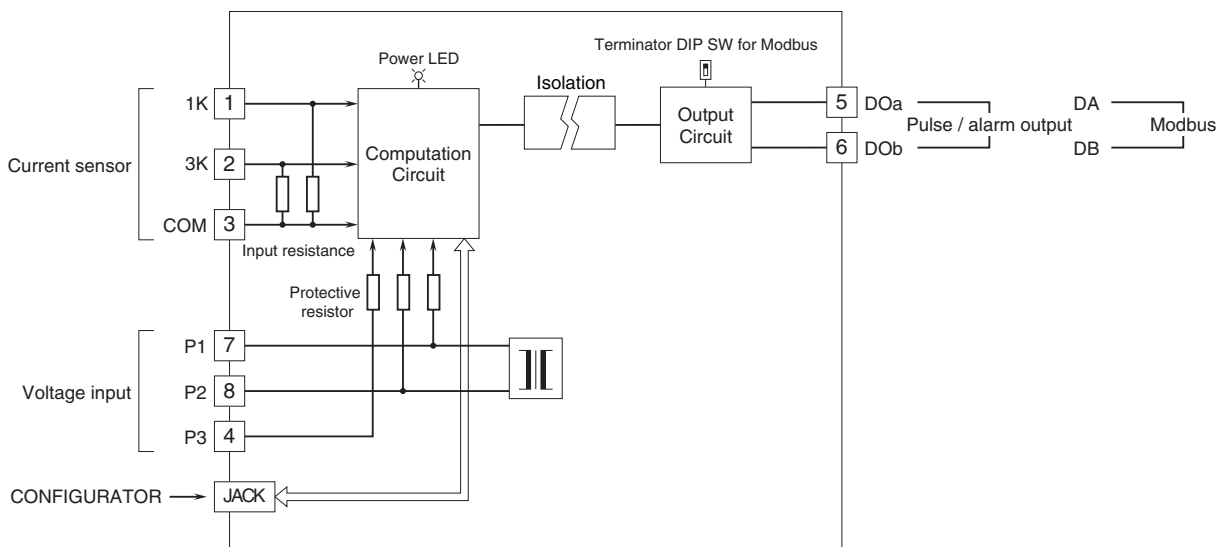 Terminator DIP SW for Modbus
Power LED
Isolation
1K 1
5 DOa
DA
Current sensor
3K 2
Computation
Circuit
Output
Circuit
Pulse / alarm output
Modbus
6 DOb
DB
COM 3
Input resistance
Protective
resistor
P1 7
Voltage input
P2 8
P3 4
CONFIGURATOR
JACK